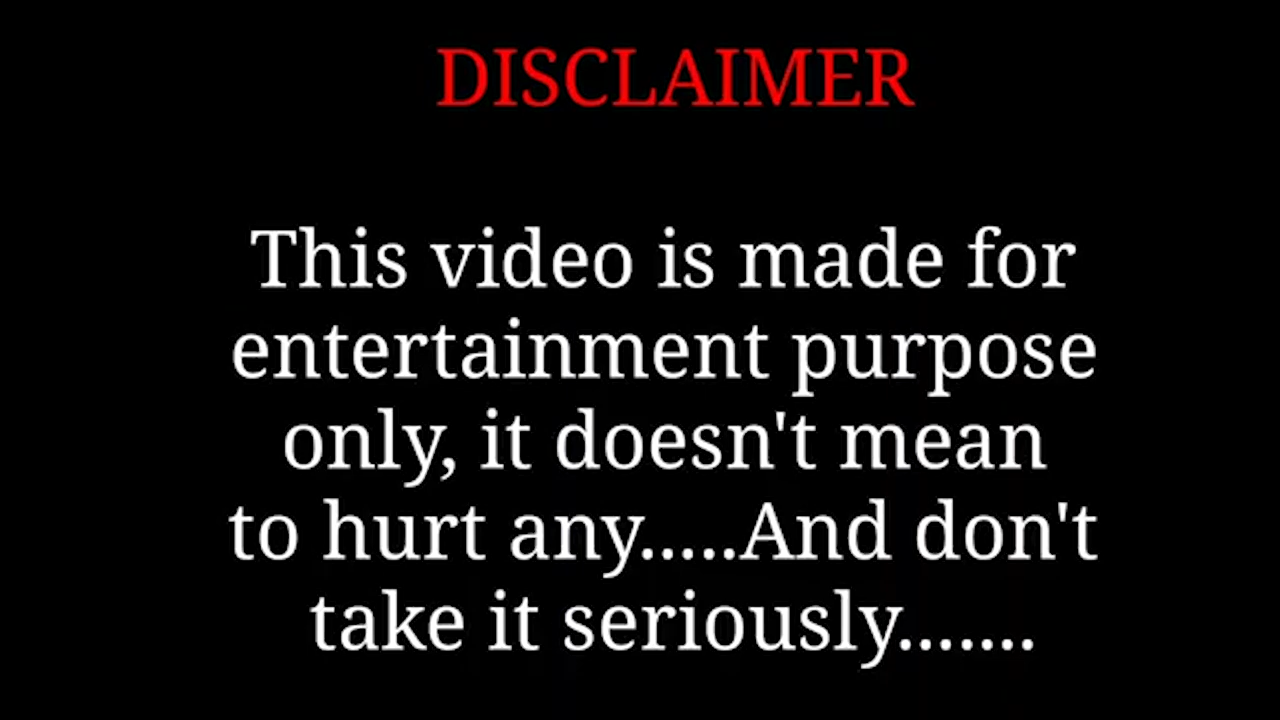 DISCLAIMER
This video is made for
entertainment purpose
only, it doesn't mean
to hurt any.....And don't
take it seriously.......